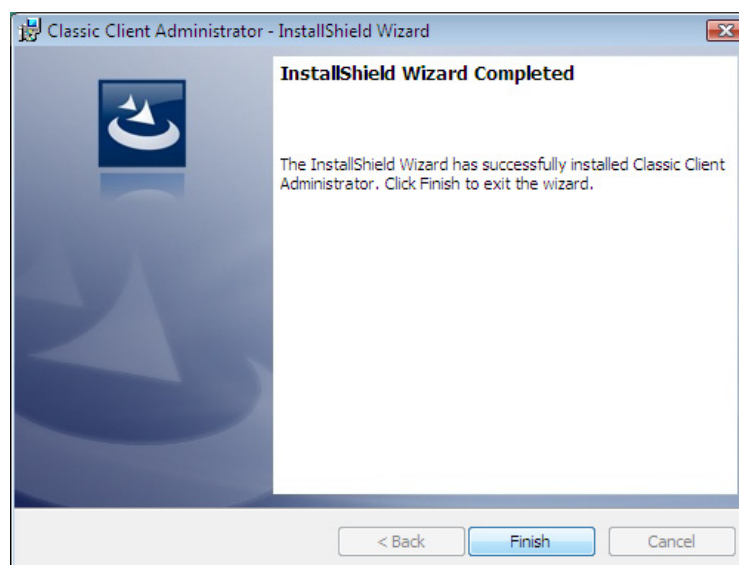 Classic Client Administrator - InstallShield Wizard
InstallShield Wizard Completed
The InstallShield Wizard has successfully installed Classic Client
Administrator. Click Finish to exit the wizard.
< Back Finish Cancel